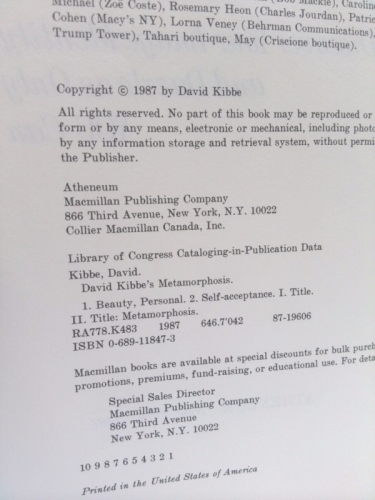 Michael (Zoë Coste), Rosemary Heon (Charles Jourdan),
Cohen (Macy's NY), Lorna Veney (Behrman Communications),
Trump Tower), Tahari boutique, May (Criscione boutique).
Copyright © 1987 by David Kibbe
All rights reserved. No part of this book may be reproduced or
form or by any means, electronic or mechanical, including
by any information storage and retrieval system, without
the Publisher.
Atheneum
Macmillan Publishing Company
866 Third Avenue, New York, N.Y. 10022
Collier Macmillan Canada, Inc.
Library of Congress Cataloging-in-Publication Data
Kibbe, David.
David Kibbe's Metamorphosis.
1. Beauty, Personal. 2. Self-acceptance. I. Title.
II. Title: Metamorphosis.
RA778.K483 1987 646.7'042 87-19606
ISBN 0-689-11847-3
Macmillan books are available at special discounts for bulk
promotions, premiums, fund-raising, or educational use. For
Special Sales Director
Macmillan Publishing Company
866 Third Avenue
New York, N.Y. 10022
10 9 8 7 6 5 4 3 2 1
Printed in the United States of America